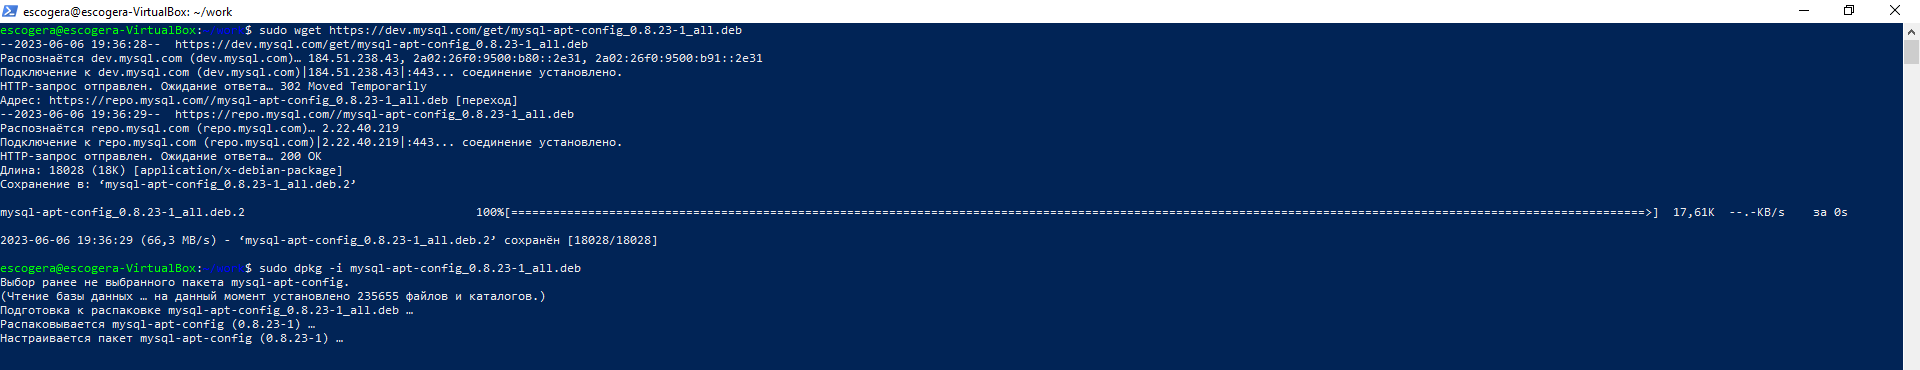 escogera@escogera-VirtualBox: ~/work
escogera@escogera-VirtualBox:~/work$ sudo wget https://dev.mysql.com/get/mysql-apt-config_0.8.23-1_all.deb
--2023-06-06 19:36:28--  https://dev.mysql.com/get/mysql-apt-config_0.8.23-1_all.deb
Распознаётся dev.mysql.com (dev.mysql.com)… 184.51.238.43, 2a02:26f0:9500:b80::2e31, 2a02:26f0:9500:b91::2e31
Подключение к dev.mysql.com (dev.mysql.com)|184.51.238.43|:443... соединение установлено.
HTTP-запрос отправлен. Ожидание ответа… 302 Moved Temporarily
Адрес: https://repo.mysql.com//mysql-apt-config_0.8.23-1_all.deb [переход]
--2023-06-06 19:36:29--  https://repo.mysql.com//mysql-apt-config_0.8.23-1_all.deb
Распознаётся repo.mysql.com (repo.mysql.com)… 2.22.40.219
Подключение к repo.mysql.com (repo.mysql.com)|2.22.40.219|:443... соединение установлено.
HTTP-запрос отправлен. Ожидание ответа… 200 OK
Длина: 18028 (18K) [application/x-debian-package]
Сохранение в: ‘mysql-apt-config_0.8.23-1_all.deb.2’
mysql-apt-config_0.8.23-1_all.deb.2 100%[==================================================================================================================================================================>] 17,61K --.-KB/s за 0s
2023-06-06 19:36:29 (66,3 MB/s) - ‘mysql-apt-config_0.8.23-1_all.deb.2’ сохранён [18028/18028]
escogera@escogera-VirtualBox:~/work$ sudo dpkg -i mysql-apt-config_0.8.23-1_all.deb
Выбор ранее не выбранного пакета mysql-apt-config.
(Чтение базы данных … на данный момент установлено 235655 файлов и каталогов.)
Подготовка к распаковке mysql-apt-config_0.8.23-1_all.deb …
Распаковывается mysql-apt-config (0.8.23-1) …
Настраивается пакет mysql-apt-config (0.8.23-1) …